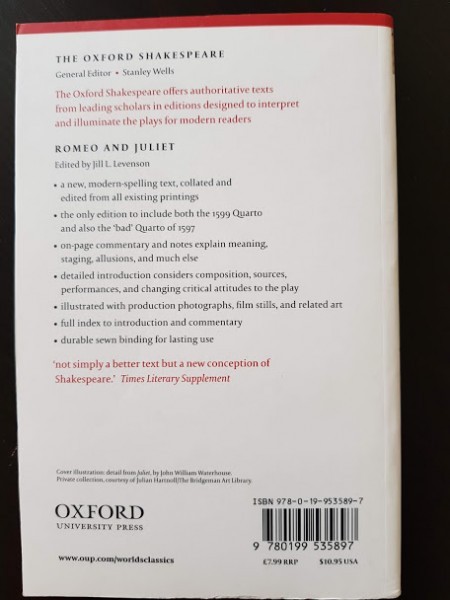 THE OXFORD SHAKESPEARE
General Editor • Stanley Wells
The Oxford Shakespeare offers authoritative texts
from leading scholars in editions designed to interpret
and illuminate the plays for modern readers
ROMEO AND JULIET
Edited by Jill L. Levenson
• a new, modern-spelling text, collated and
edited from all existing printings
• the only edition to include both the 1599 Quarto
and also the 'bad' Quarto of 1597
• on-page commentary and notes explain meaning,
staging, allusions, and much else
• detailed introduction considers composition, sources,
performances, and changing critical attitudes to the play
• illustrated with production photographs, film stills, and related art
• full index to introduction and commentary
• durable sewn binding for lasting use
'not simply a better text but a new conception of
Shakespeare.' Times Literary Supplement
Cover illustration: detail from Juliet, by John William Waterhouse.
Private collection, courtesy of Julian Hartnoll/The Bridgeman Art Library.
OXFORD
UNIVERSITY PRESS
www.oup.com/worldsclassics
ISBN 978-0-19-953589-7
9 780199 535897
£7.99 RRP $10.95 USA